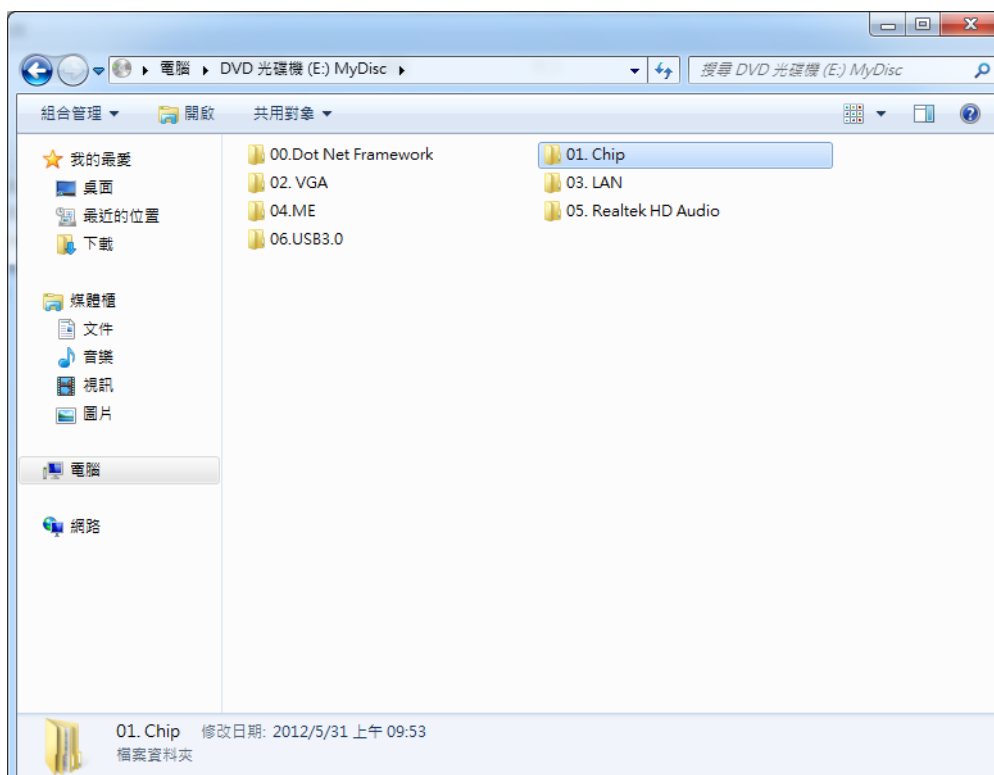 電腦 DVD 光碟機 (E:) MyDisc
搜尋 DVD 光碟機 (E:) MyDisc
組合管理 開啟 共用對象
我的最愛
桌面
最近的位置
下載
媒體櫃
文件
音樂
視訊
圖片
電腦
網路
00.Dot Net Framework 01. Chip
02. VGA 03. LAN
04.ME 05. Realtek HD Audio
06.USB3.0
01. Chip 修改日期: 2012/5/31 上午 09:53
檔案資料夾